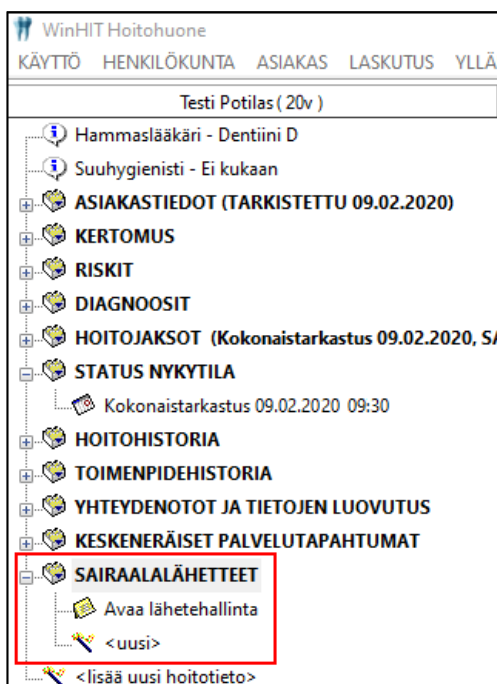 WinHIT Hoitohuone
KÄYTTÖ HENKILÖKUNTA ASIAKAS LASKUTUS YLLÄ
Testi Potilas ( 20v )
Hammaslääkäri - Dentiini D
Suuhygienisti - Ei kukaan
ASIAKASTIEDOT (TARKISTETTU 09.02.2020)
KERTOMUS
RISKIT
DIAGNOOSIT
HOITOJAKSOT (Kokonaistarkastus 09.02.2020, SA
STATUS NYKYTILA
Kokonaistarkastus 09.02.2020 09:30
HOITOHISTORIA
TOIMENPIDEHISTORIA
YHTEYDENOTOT JA TIETOJEN LUOVUTUS
KESKENERÄISET PALVELUTAPAHTUMAT
SAIRAALALÄHETTEET
Avaa lähetehallinta
<uusi>
<lisää uusi hoitotieto>